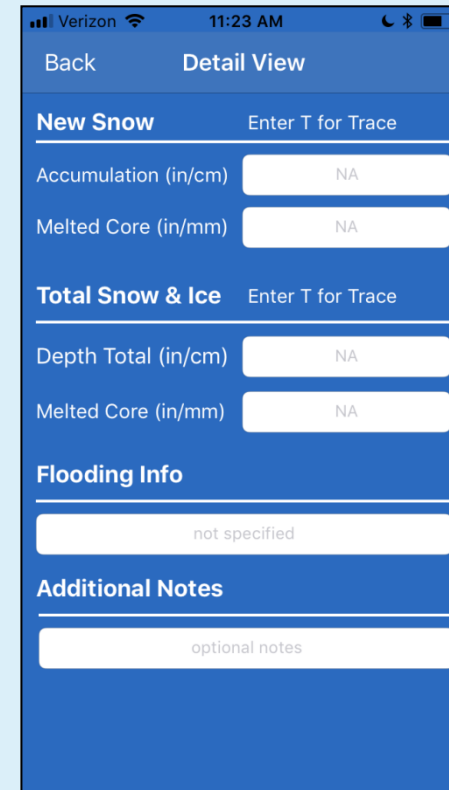 Verizon 11:23 AM
Back Detail View
New Snow Enter T for Trace
Accumulation (in/cm) NA
Melted Core (in/mm) NA
Total Snow & Ice Enter T for Trace
Depth Total (in/cm) NA
Melted Core (in/mm) NA
Flooding Info
not specified
Additional Notes
optional notes